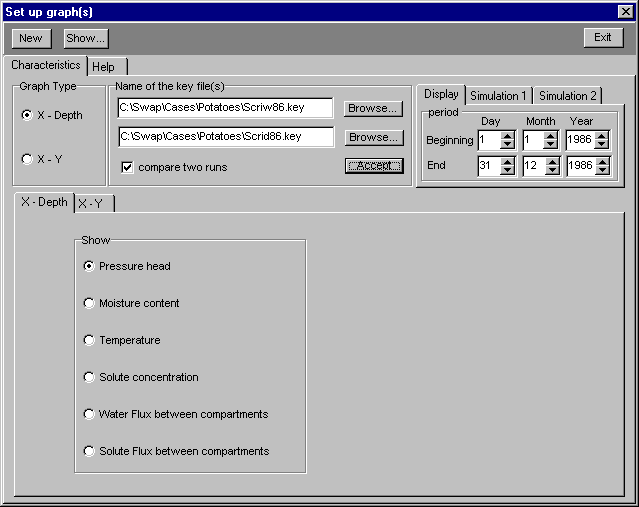 Set up graph(s)
New Show... Exit
Characteristics Help
Graph Type
X - Depth
X - Y
Name of the key file(s)
C:\Swap\Cases\Potatoes\Scriw86.key Browse...
C:\Swap\Cases\Potatoes\Scrid86.key Browse...
compare two runs Accept
Display Simulation 1 Simulation 2
period
Day Month Year
Beginning 1 1 1986
End 31 12 1986
X - Depth X - Y
Show
Pressure head
Moisture content
Temperature
Solute concentration
Water Flux between compartments
Solute Flux between compartments